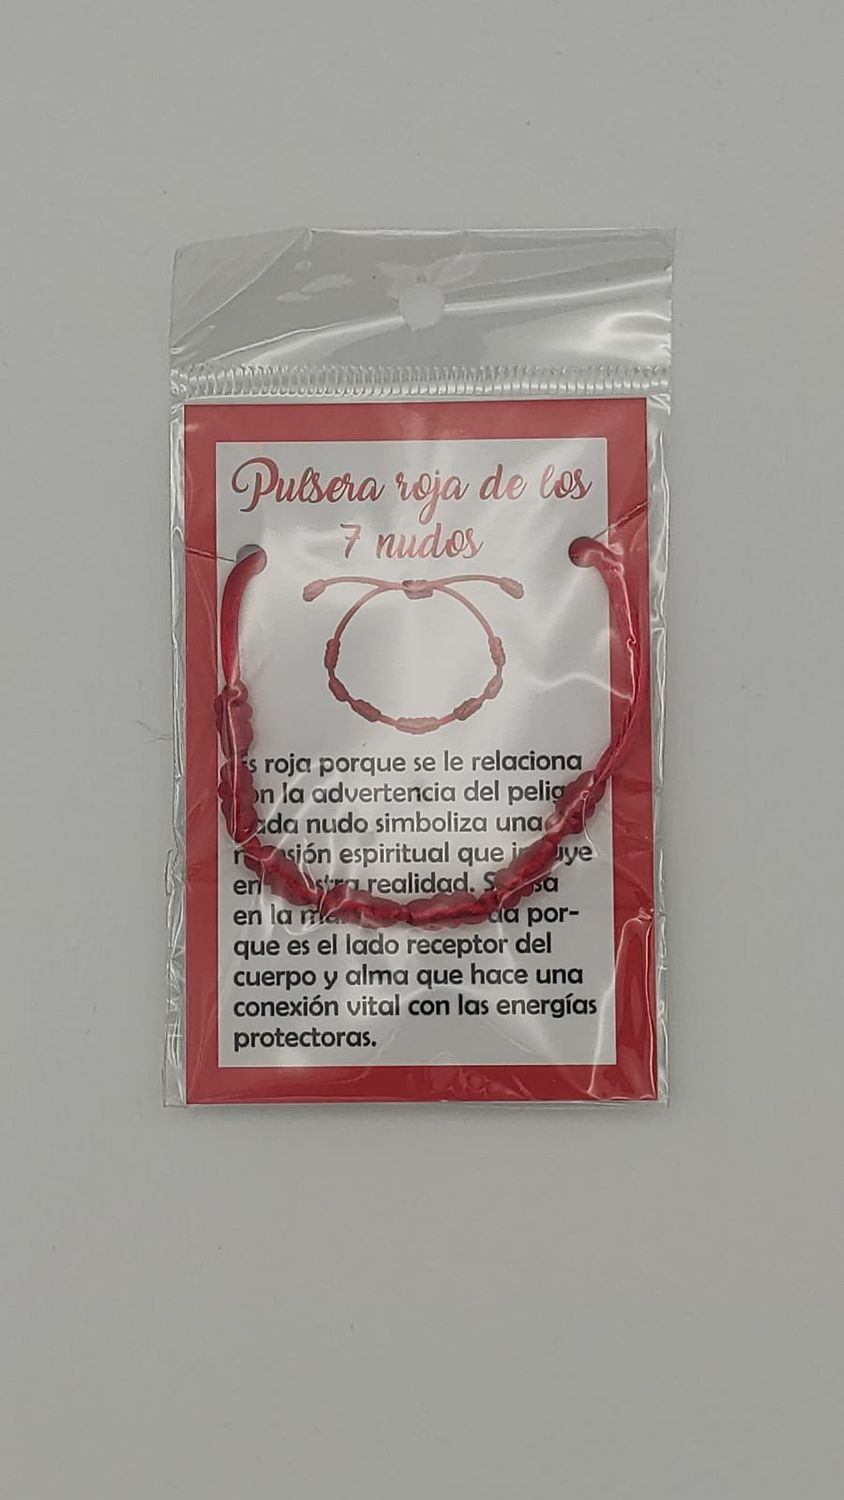 Pulsera roja de los
7 nudos
roja porque se le relaciona
la advertencia del
nudo simboliza una
espiritual que
realidad.
en la por-
que es el lado receptor del
cuerpo y alma que hace una
conexión vital con las energías
protectoras.